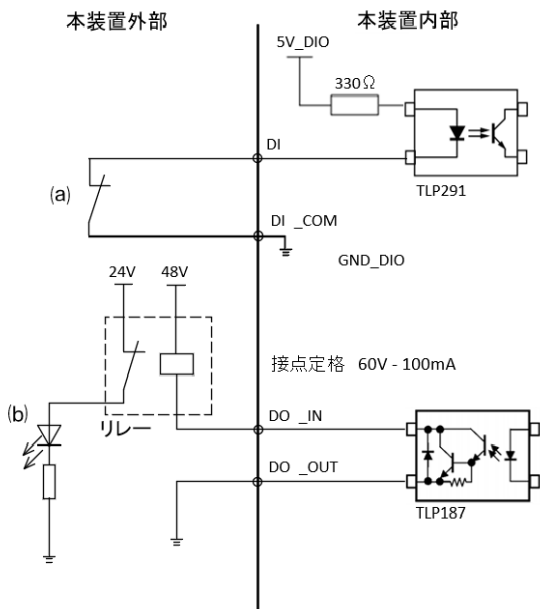 本装置外部
本装置内部
5V_DIO
330Ω
DI
TLP291
(a)
DI _COM
GND_DIO
24V
48V
接点定格 60V - 100mA
(b)
リレー
DO _IN
DO _OUT
TLP187